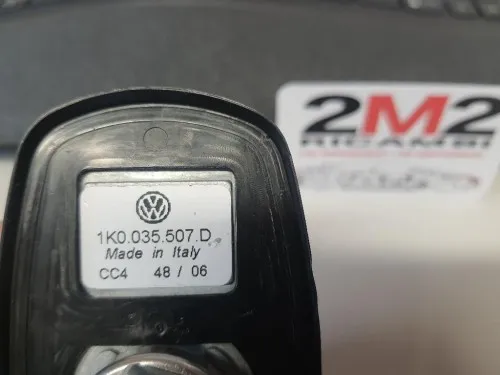 2M2
RICAMBI
1K0.035.507.D
Made in Italy
CC4 48 / 06